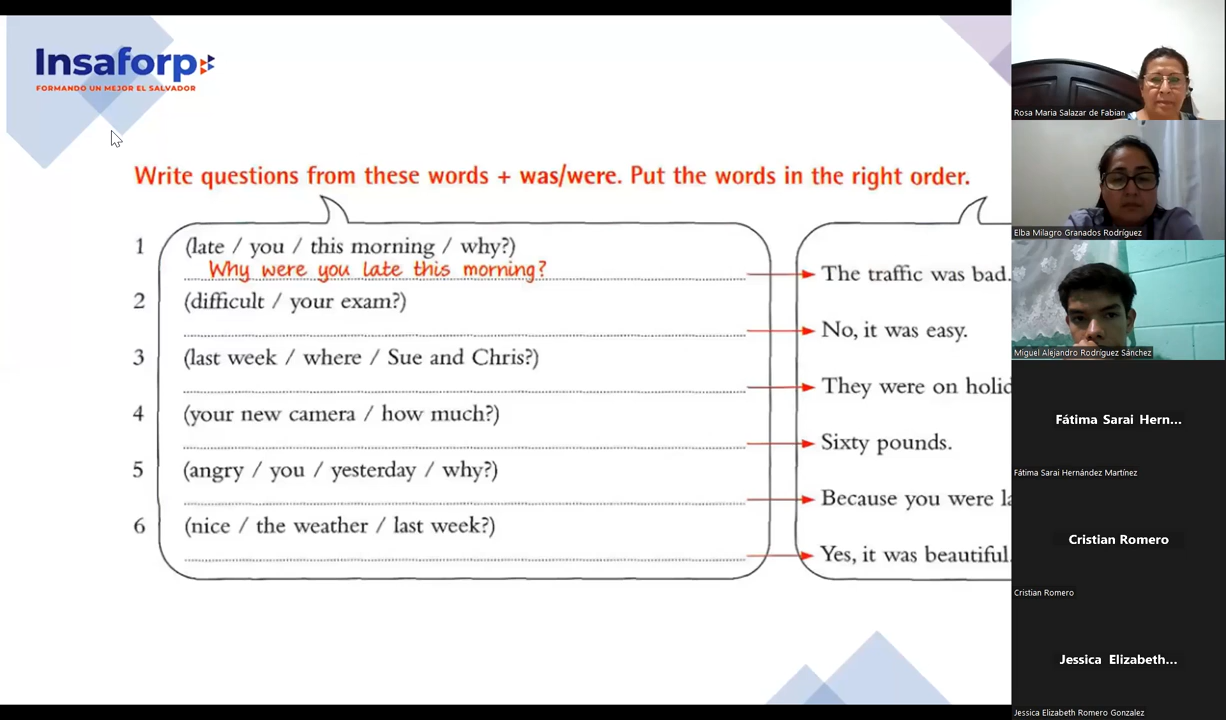 Insaforp
FORMANDO UN MEJOR EL SALVADOR
Write questions from these words + was/were. Put the words in the right order.
1 (late / you / this morning / why?)
Why were you late this morning?
The traffic was bad.
2 (difficult / your exam?)
No, it was easy.
3 (last week / where / Sue and Chris?)
They were on holid
4 (your new camera / how much?)
Sixty pounds.
5 (angry / you / yesterday / why?)
Because you were la
6 (nice / the weather / last week?)
Yes, it was beautiful.
Rosa Maria Salazar de Fabian
Elba Milagro Granados Rodríguez
Miguel Alejandro Rodríguez Sánchez
Fátima Sarai Hern...
Fátima Sarai Hernández Martínez
Cristian Romero
Cristian Romero
Jessica Elizabeth...
Jessica Elizabeth Romero Gonzalez